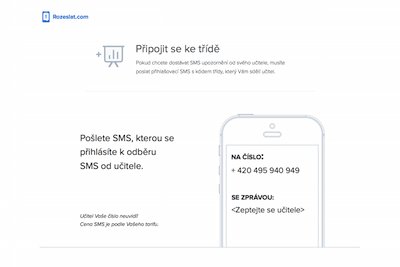 Rozeslat.com
Připojit se ke třídě
Pokud chcete dostávat SMS upozornění od svého učitele, musíte
poslat přihlašovací SMS s kódem třídy, který Vám sdělí učitel.
Pošlete SMS, kterou se
přihlásíte k odběru
SMS od učitele.
NA ČÍSLO:
+ 420 495 940 949
SE ZPRÁVOU:
<Zeptejte se učitele>
Učitel Vaše číslo neuvidí!
Cena SMS je podle Vašeho tarifu.